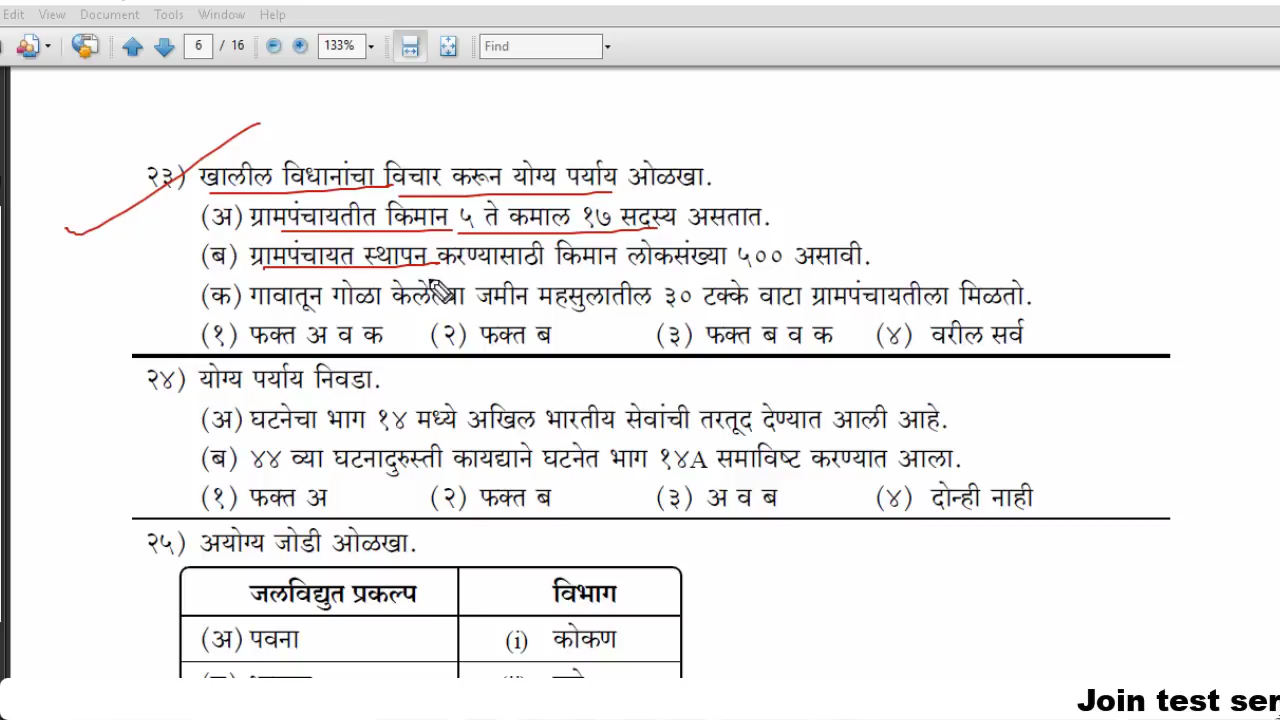 Edit View Document Tools Window Help
6 / 16 133% Find
२३) खालील विधानांचा विचार करून योग्य पर्याय ओळखा.
(अ) ग्रामपंचायतीत किमान ५ ते कमाल १७ सदस्य असतात.
(ब) ग्रामपंचायत स्थापन करण्यासाठी किमान लोकसंख्या ५०० असावी.
(क) गावातून गोळा जमीन महसुलातील ३० टक्के वाटा ग्रामपंचायतीला मिळतो.
(१) फक्त अ व क (२) फक्त ब (३) फक्त ब व क (४) वरील सर्व
२४) योग्य पर्याय निवडा.
(अ) घटनेचा भाग १४ मध्ये अखिल भारतीय सेवांची तरतूद देण्यात आली आहे.
(ब) ४४ व्या घटनादुरुस्ती कायद्याने घटनेत भाग १४A समाविष्ट करण्यात आला.
(१) फक्त अ (२) फक्त ब (३) अ व ब (४) दोन्ही नाही
२५) अयोग्य जोडी ओळखा.
जलविद्युत प्रकल्प विभाग
(अ) पवना (i) कोकण
Join test ser